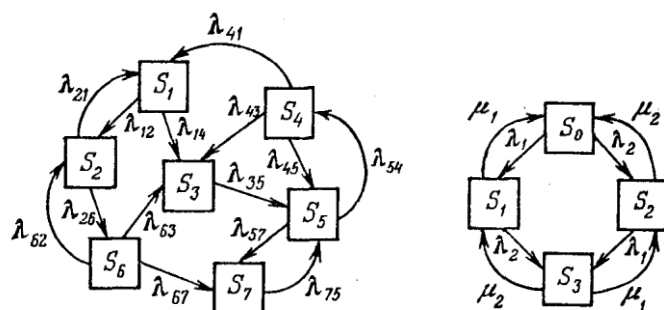 λ₄₁
λ₂₁
S₁
S₄
λ₁₂
λ₁₄
λ₄₃
S₂
S₃
λ₄₅
λ₅₄
λ₃₅
S₅
λ₂₆
λ₆₃
λ₆₂
S₆
λ₅₇
λ₆₇
S₇
λ₇₅
μ₁
S₀
μ₂
λ₁
λ₂
S₁
S₂
λ₂
λ₁
μ₂
S₃
μ₁